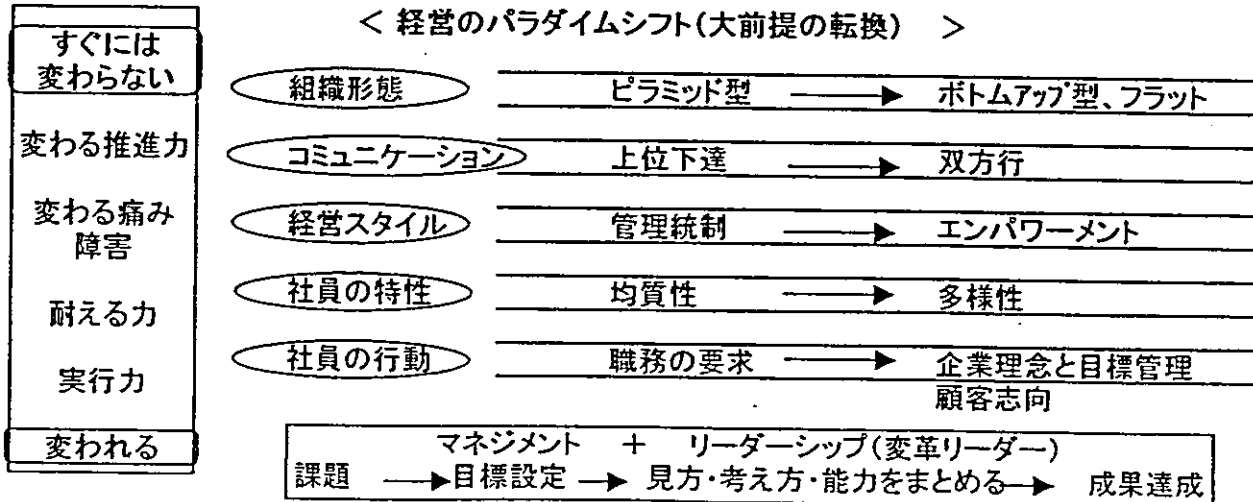 ＜ 経営のパラダイムシフト(大前提の転換) ＞
すぐには
変わらない
変わる推進力
変わる痛み
障害
耐える力
実行力
変われる
組織形態 ピラミッド型 → ボトムアップ型、フラット
コミュニケーション 上位下達 → 双方行
経営スタイル 管理統制 → エンパワーメント
社員の特性 均質性 → 多様性
社員の行動 職務の要求 → 企業理念と目標管理
顧客志向
マネジメント + リーダーシップ(変革リーダー)
課題 → 目標設定 → 見方・考え方・能力をまとめる → 成果達成